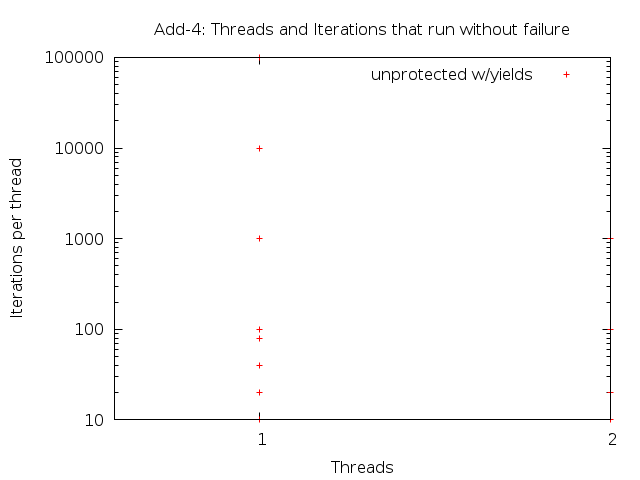 Add-4: Threads and Iterations that run without failure
100000
unprotected w/yields
10000
1000
100
10
Iterations per thread
1
2
Threads